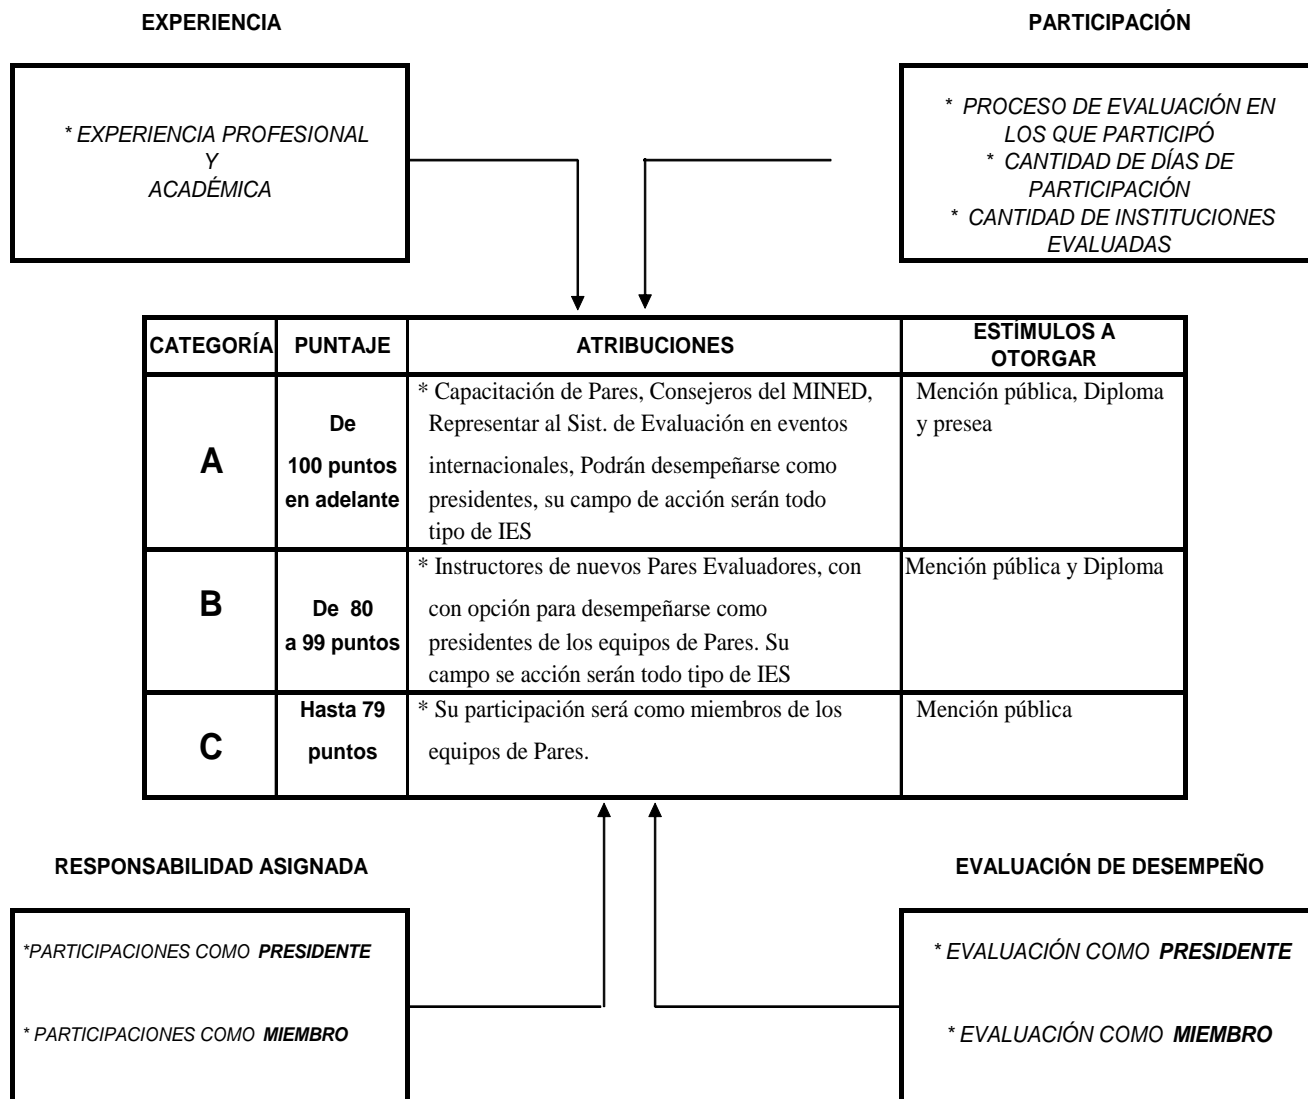 EXPERIENCIA
PARTICIPACIÓN
* EXPERIENCIA PROFESIONAL
Y
ACADÉMICA
* PROCESO DE EVALUACIÓN EN
LOS QUE PARTICIPÓ
* CANTIDAD DE DÍAS DE
PARTICIPACIÓN
* CANTIDAD DE INSTITUCIONES
EVALUADAS
CATEGORÍA
PUNTAJE
ATRIBUCIONES
ESTÍMULOS A
OTORGAR
A
De
100 puntos
en adelante
* Capacitación de Pares, Consejeros del MINED,
Representar al Sist. de Evaluación en eventos
internacionales, Podrán desempeñarse como
presidentes, su campo de acción serán todo
tipo de IES
Mención pública, Diploma
y presea
B
De 80
a 99 puntos
* Instructores de nuevos Pares Evaluadores, con
con opción para desempeñarse como
presidentes de los equipos de Pares. Su
campo se acción serán todo tipo de IES
Mención pública y Diploma
C
Hasta 79
puntos
* Su participación será como miembros de los
equipos de Pares.
Mención pública
RESPONSABILIDAD ASIGNADA
EVALUACIÓN DE DESEMPEÑO
*PARTICIPACIONES COMO PRESIDENTE
* PARTICIPACIONES COMO MIEMBRO
* EVALUACIÓN COMO PRESIDENTE
* EVALUACIÓN COMO MIEMBRO